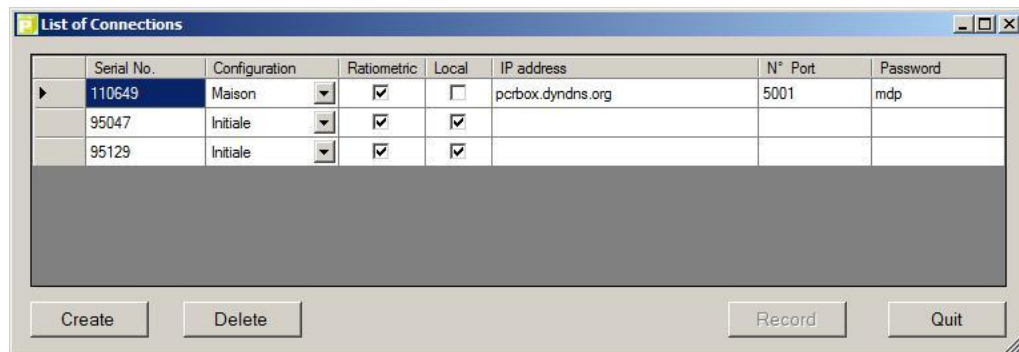 List of Connections
Serial No. Configuration Ratiometric Local IP address N° Port Password
110649 Maison pcrbox.dyndns.org 5001 mdp
95047 Initiale
95129 Initiale
Create Delete Record Quit